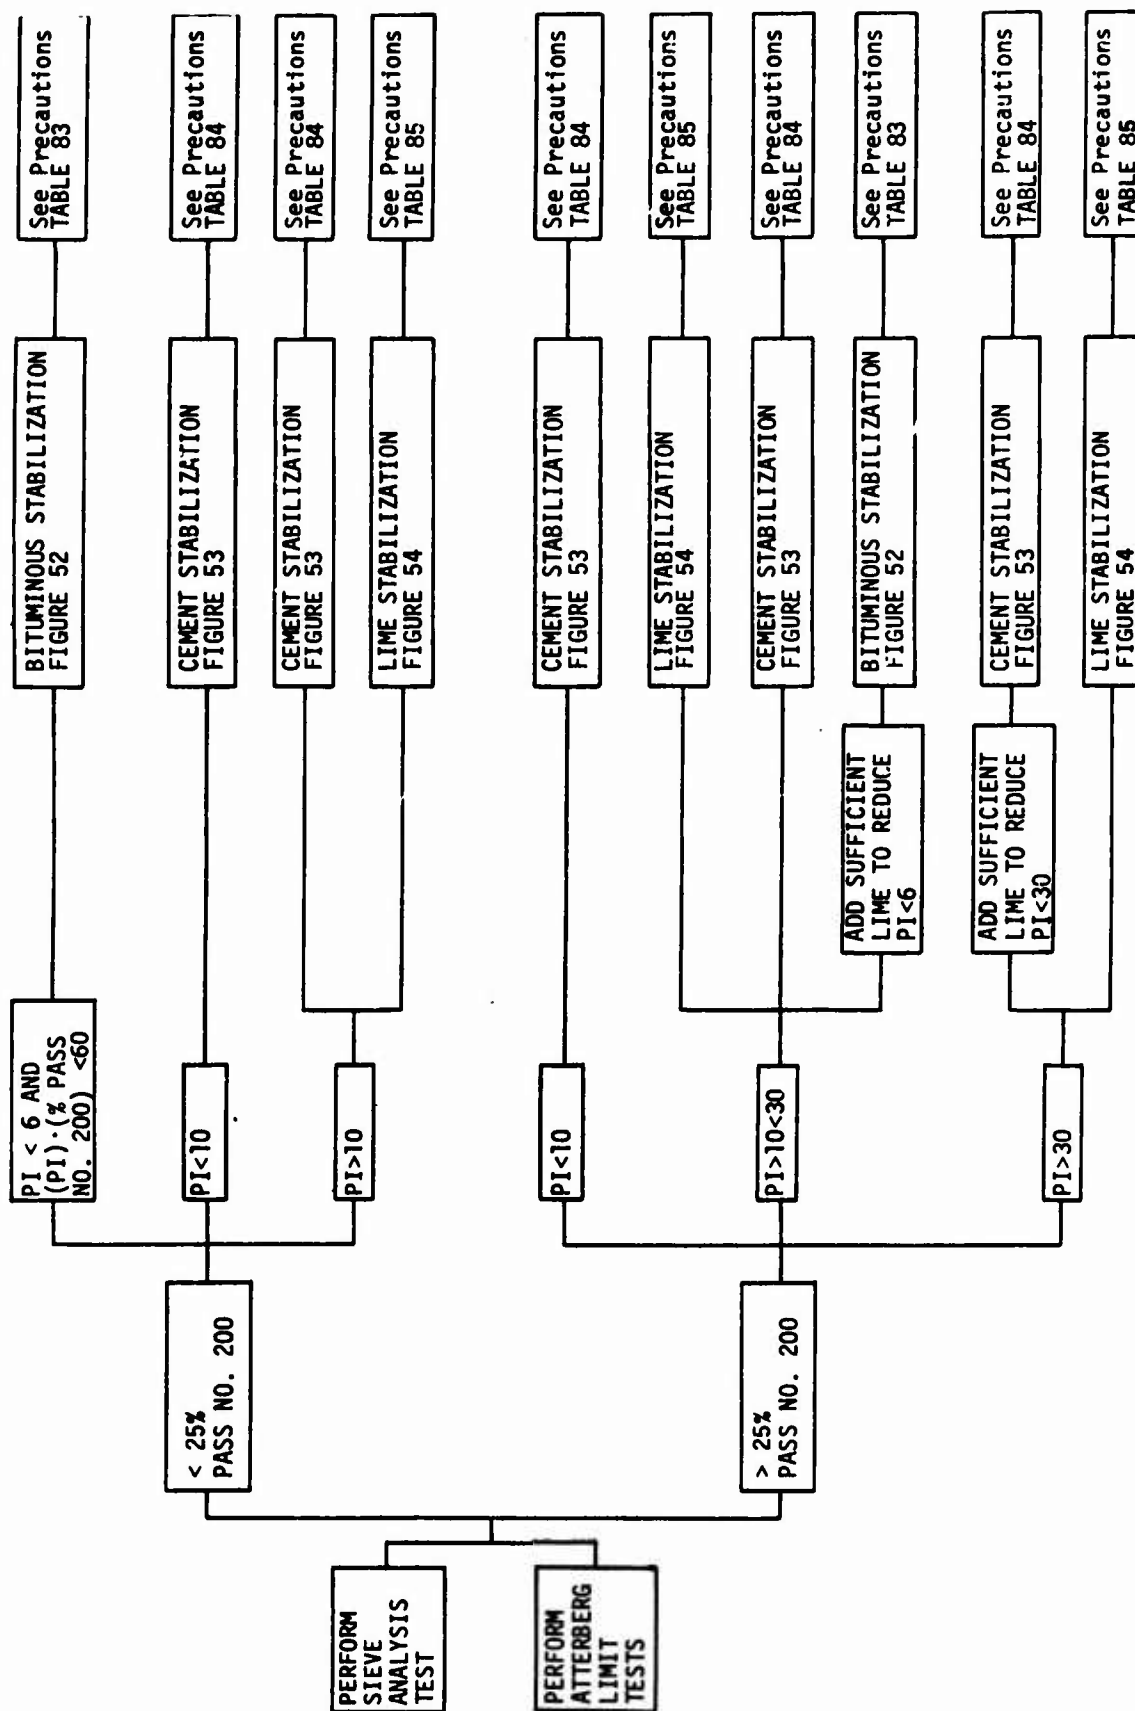 PERFORM
SIEVE
ANALYSIS
TEST
PERFORM
ATTERBERG
LIMIT
TESTS
< 25%
PASS NO. 200
> 25%
PASS NO. 200
PI < 6 AND
(PI)·(% PASS
NO. 200) <60
PI<10
PI>10
PI<10
PI>10<30
PI>30
ADD SUFFICIENT
LIME TO REDUCE
PI<6
ADD SUFFICIENT
LIME TO REDUCE
PI<30
BITUMINOUS STABILIZATION
FIGURE 52
CEMENT STABILIZATION
FIGURE 53
CEMENT STABILIZATION
FIGURE 53
LIME STABILIZATION
FIGURE 54
CEMENT STABILIZATION
FIGURE 53
LIME STABILIZATION
FIGURE 54
CEMENT STABILIZATION
FIGURE 53
BITUMINOUS STABILIZATION
FIGURE 52
CEMENT STABILIZATION
FIGURE 53
LIME STABILIZATION
FIGURE 54
See Precautions
TABLE 83
See Precautions
TABLE 84
See Precautions
TABLE 84
See Precautions
TABLE 85
See Precautions
TABLE 84
See Precautions
TABLE 85
See Precautions
TABLE 84
See Precautions
TABLE 83
See Precautions
TABLE 84
See Precautions
TABLE 85